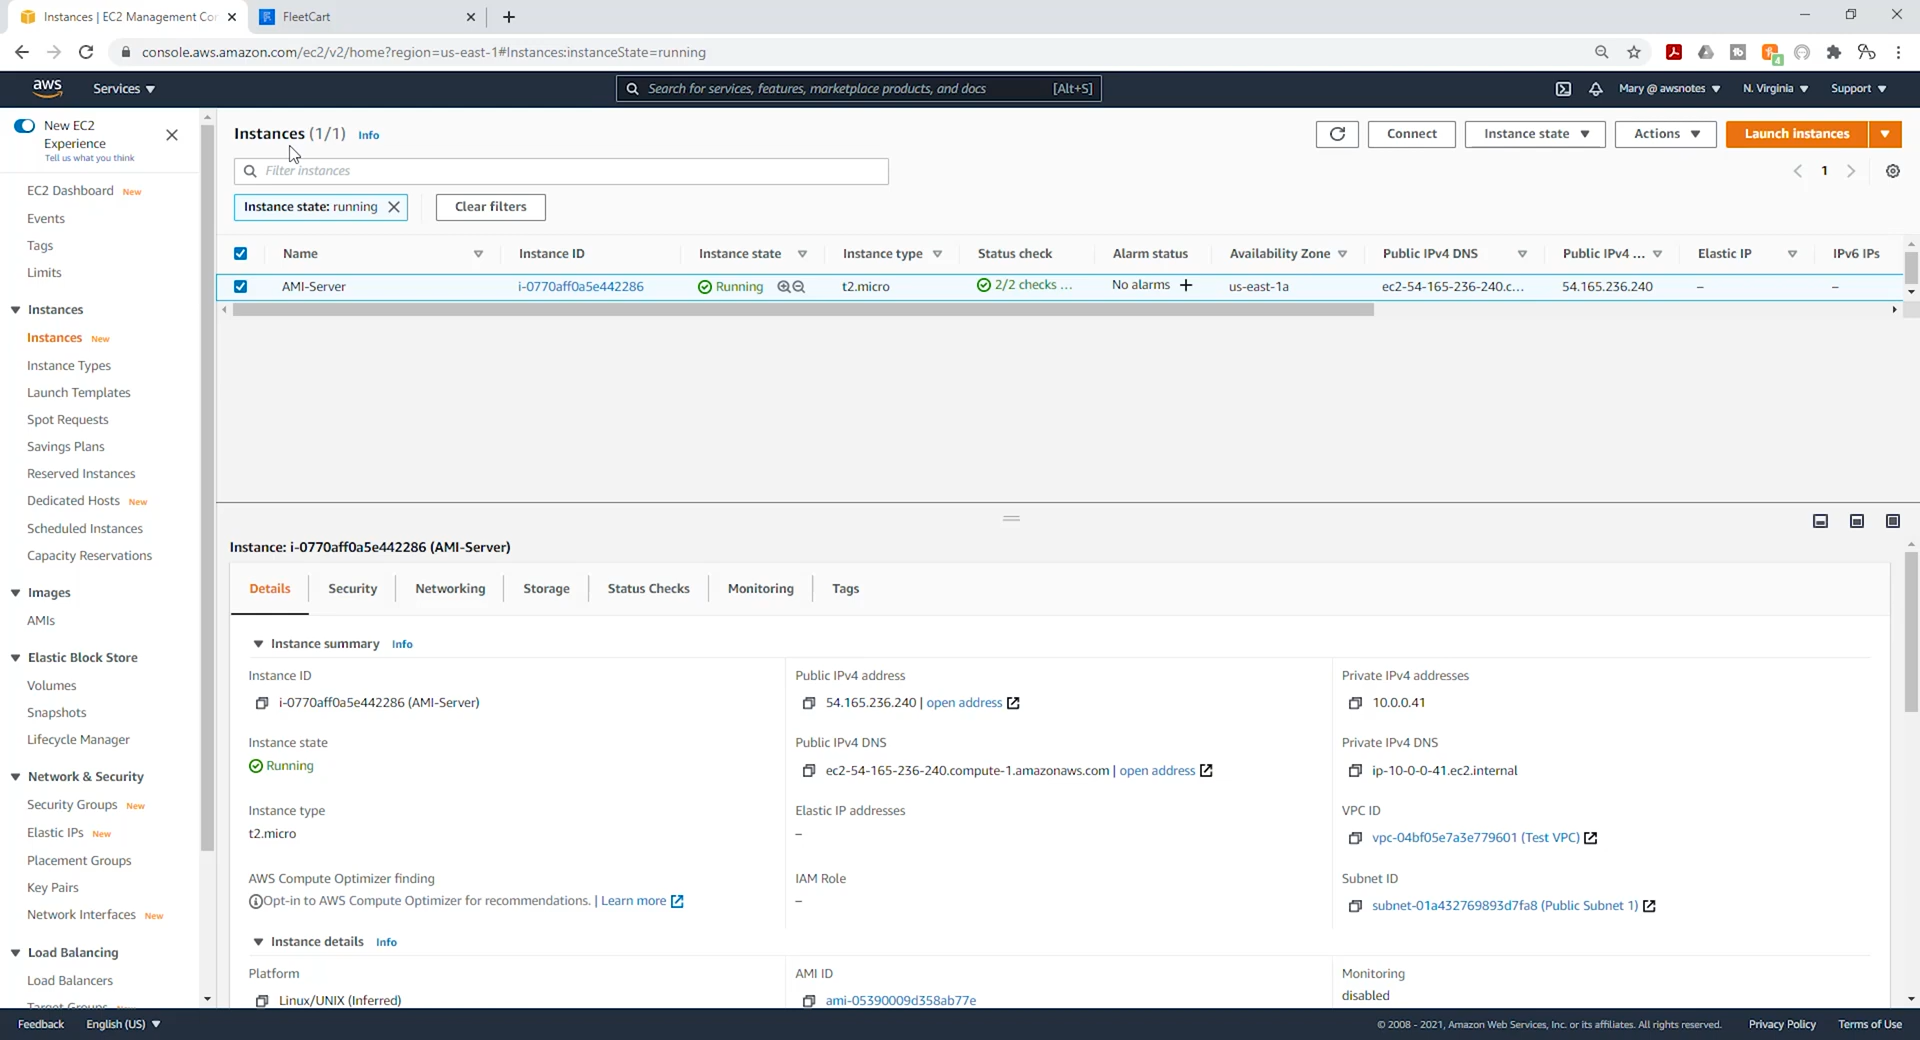 Instances | EC2 Management Con
FleetCart
console.aws.amazon.com/ec2/v2/home?region=us-east-1#Instances:instanceState=running
4
aws
Services
Search for services, features, marketplace products, and docs [Alt+S]
Mary @ awsnotes
N. Virginia
Support
New EC2
Experience
Tell us what you think
EC2 Dashboard New
Events
Tags
Limits
Instances
Instances New
Instance Types
Launch Templates
Spot Requests
Savings Plans
Reserved Instances
Dedicated Hosts New
Scheduled Instances
Capacity Reservations
Images
AMIs
Elastic Block Store
Volumes
Snapshots
Lifecycle Manager
Network & Security
Security Groups New
Elastic IPs New
Placement Groups
Key Pairs
Network Interfaces New
Load Balancing
Load Balancers
Target Groups
Instances (1/1) Info
Connect
Instance state
Actions
Launch instances
Filter instances
1
Instance state: running
Clear filters
Name Instance ID Instance state Instance type Status check Alarm status Availability Zone Public IPv4 DNS Public IPv4 ... Elastic IP IPv6 IPs
AMI-Server i-0770aff0a5e442286 Running t2.micro 2/2 checks ... No alarms + us-east-1a ec2-54-165-236-240.c... 54.165.236.240 – –
Instance: i-0770aff0a5e442286 (AMI-Server)
Details Security Networking Storage Status Checks Monitoring Tags
Instance summary Info
Instance ID
i-0770aff0a5e442286 (AMI-Server)
Public IPv4 address
54.165.236.240 | open address
Private IPv4 addresses
10.0.0.41
Instance state
Running
Public IPv4 DNS
ec2-54-165-236-240.compute-1.amazonaws.com | open address
Private IPv4 DNS
ip-10-0-0-41.ec2.internal
Instance type
t2.micro
Elastic IP addresses
–
VPC ID
vpc-04bf05e7a3e779601 (Test VPC)
AWS Compute Optimizer finding
Opt-in to AWS Compute Optimizer for recommendations. | Learn more
IAM Role
–
Subnet ID
subnet-01a432769893d7fa8 (Public Subnet 1)
Instance details Info
Platform
Linux/UNIX (Inferred)
AMI ID
ami-05390009d358ab77e
Monitoring
disabled
Feedback
English (US)
© 2008 - 2021, Amazon Web Services, Inc. or its affiliates. All rights reserved.
Privacy Policy
Terms of Use